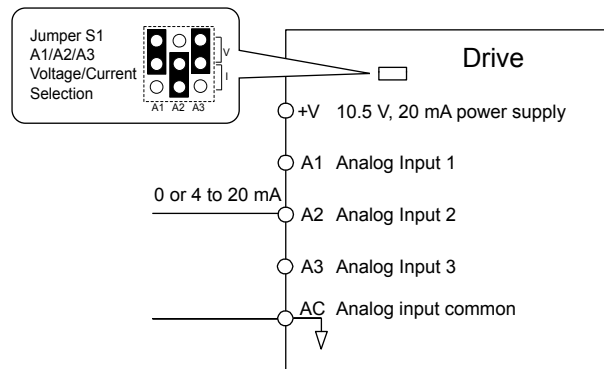 Jumper S1
A1/A2/A3
Voltage/Current
Selection
V
I
A1 A2 A3
Drive
+V 10.5 V, 20 mA power supply
A1 Analog Input 1
0 or 4 to 20 mA
A2 Analog Input 2
A3 Analog Input 3
AC Analog input common